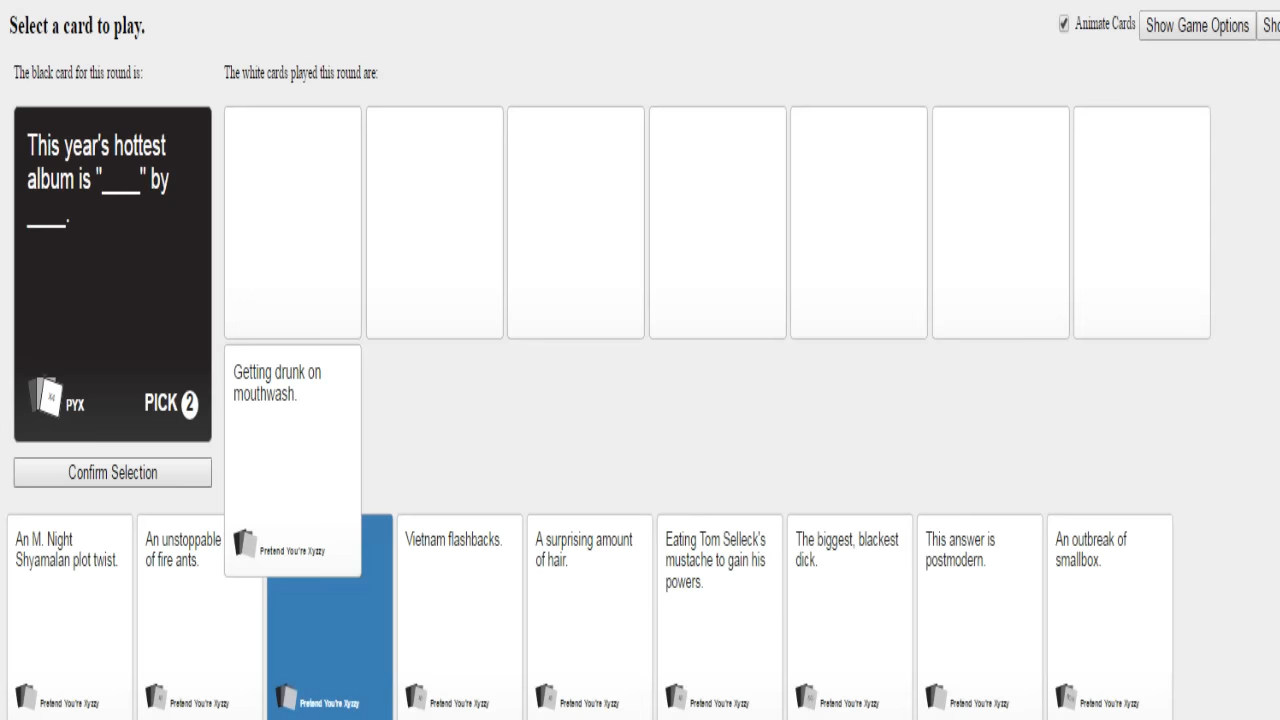 Select a card to play.
Animate Cards
Show Game Options
The black card for this round is:
The white cards played this round are:
This year's hottest
album is "____" by
____.
PYX
PICK 2
Confirm Selection
Getting drunk on
mouthwash.
Pretend You're Xyzzy
An M. Night
Shyamalan plot twist.
Pretend You're Xyzzy
An unstoppable
of fire ants.
Pretend You're Xyzzy
Pretend You're Xyzzy
Vietnam flashbacks.
Pretend You're Xyzzy
A surprising amount
of hair.
Pretend You're Xyzzy
Eating Tom Selleck's
mustache to gain his
powers.
Pretend You're Xyzzy
The biggest, blackest
dick.
Pretend You're Xyzzy
This answer is
postmodern.
Pretend You're Xyzzy
An outbreak of
smallbox.
Pretend You're Xyzzy